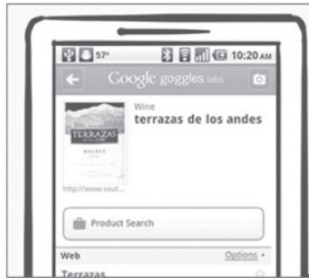 57° 10:20 AM
Google goggles labs
Wine
terrazas de los andes
TERRAZAS
MALBEC
http://www.sout...
Product Search
Web Options
Terrazas